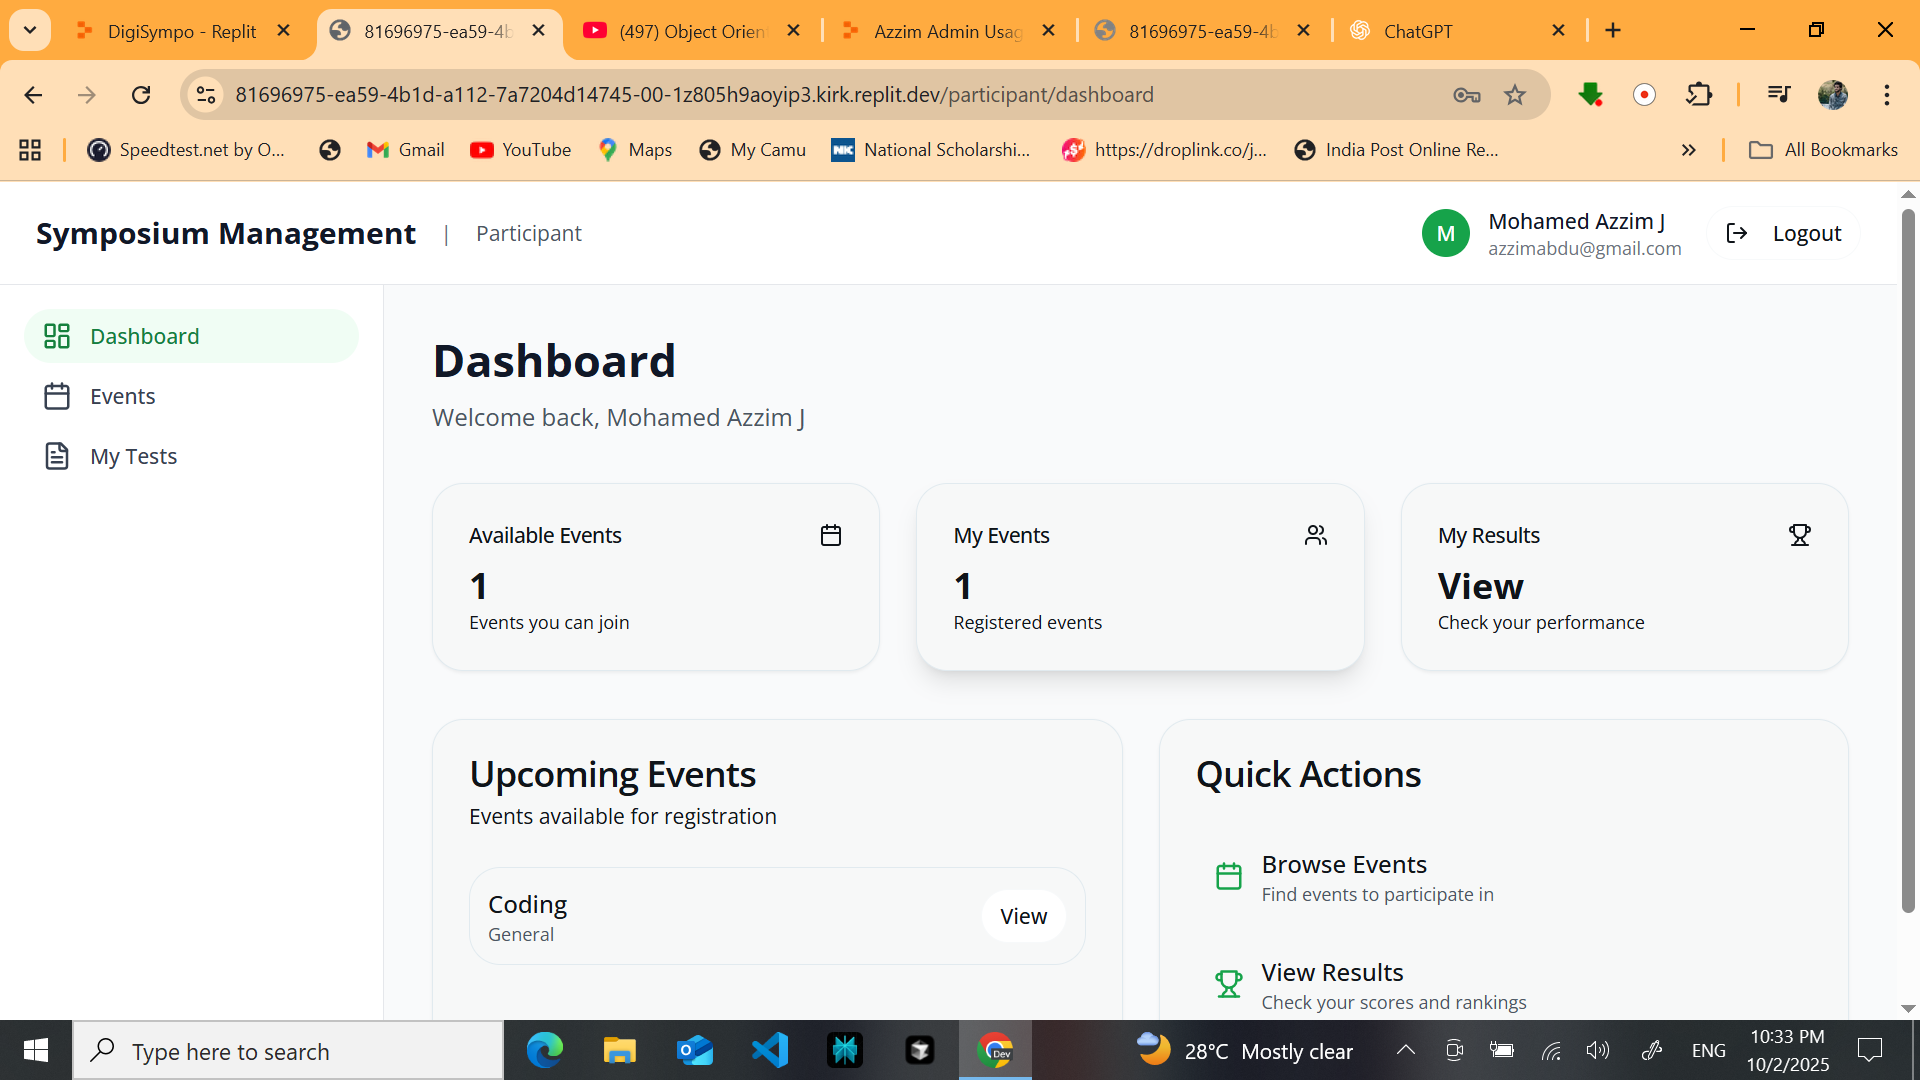 DigiSympo - Replit
81696975-ea59-4b
(497) Object Orien
Azzim Admin Usag
81696975-ea59-4b
ChatGPT
81696975-ea59-4b1d-a112-7a7204d14745-00-1z805h9aoyip3.kirk.replit.dev/participant/dashboard
Speedtest.net by O...
Gmail
YouTube
Maps
My Camu
NK
National Scholarshi...
https://droplink.co/j...
India Post Online Re...
All Bookmarks
Symposium Management | Participant
M
Mohamed Azzim J
azzimabdu@gmail.com
Logout
Dashboard
Events
My Tests
Dashboard
Welcome back, Mohamed Azzim J
Available Events
1
Events you can join
My Events
1
Registered events
My Results
View
Check your performance
Upcoming Events
Events available for registration
Coding
General
View
Quick Actions
Browse Events
Find events to participate in
View Results
Check your scores and rankings
Type here to search
Dev
28°C Mostly clear
ENG
10:33 PM
10/2/2025